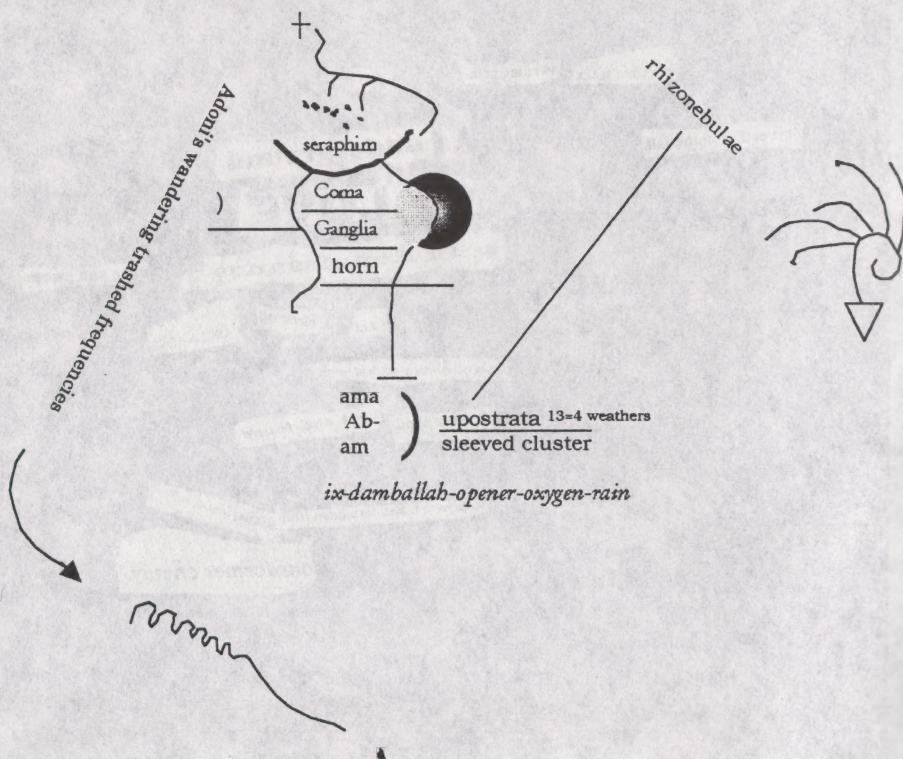 Adoni's wandering trashed frequencies
seraphim
Coma
Ganglia
horn
rhizonebulae
ama
Ab-
am
upostrata 13=4 weathers
sleeved cluster
ix-damballah-opener-oxygen-rain